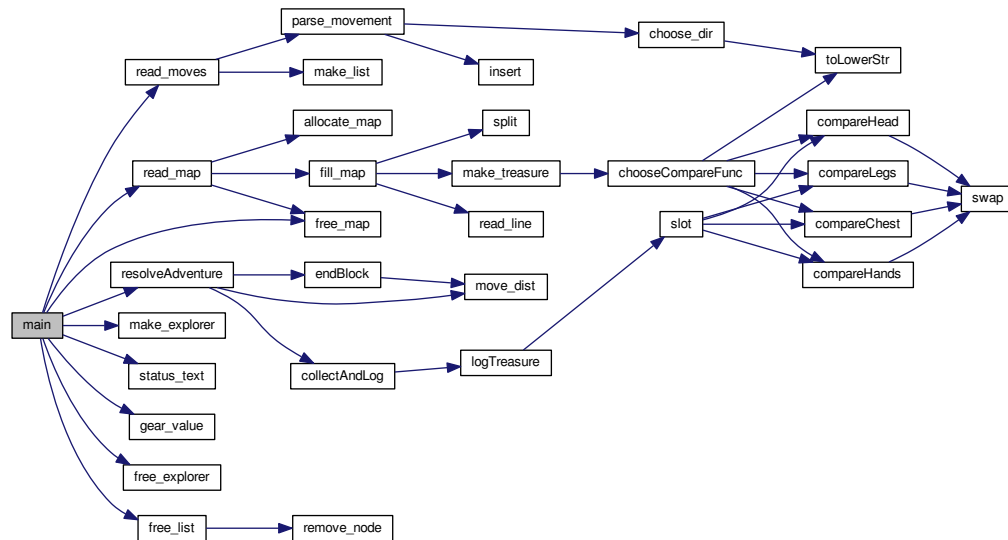 parse_movement
choose_dir
toLowerStr
read_moves
make_list
insert
allocate_map
split
compareHead
read_map
fill_map
make_treasure
chooseCompareFunc
compareLegs
swap
free_map
read_line
slot
compareChest
resolveAdventure
endBlock
move_dist
compareHands
main
make_explorer
status_text
collectAndLog
logTreasure
gear_value
free_explorer
free_list
remove_node